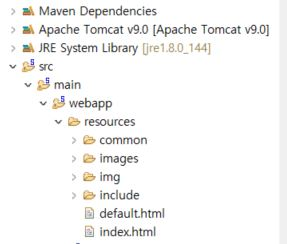 Maven Dependencies
Apache Tomcat v9.0 [Apache Tomcat v9.0]
JRE System Library [jre1.8.0_144]
src
main
webapp
resources
common
images
img
include
default.html
index.html